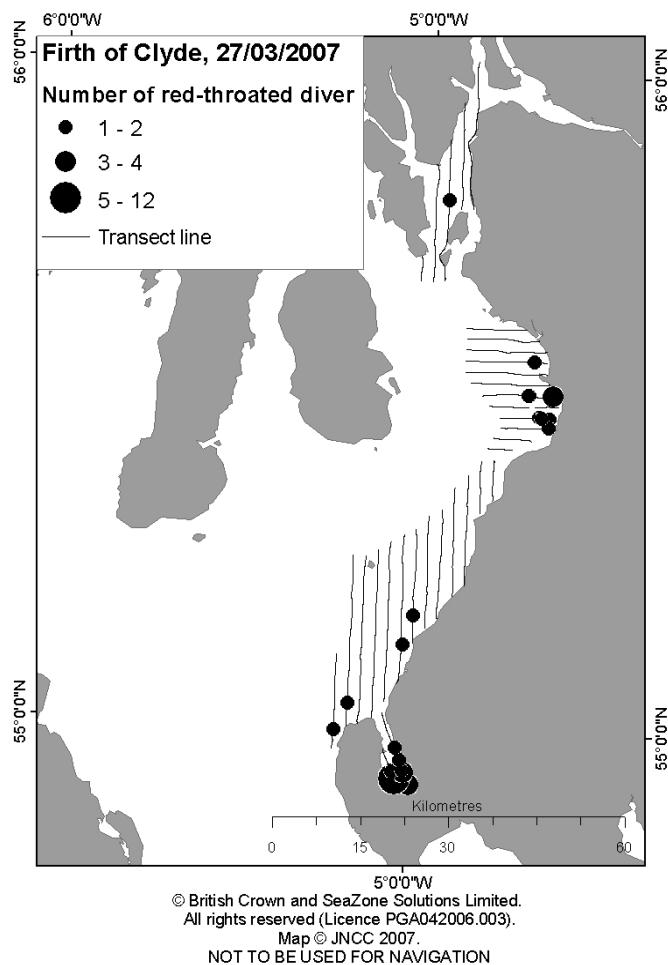 6°0'0"W 5°0'0"W
Firth of Clyde, 27/03/2007
56°0'0"N 56°0'0"N
Number of red-throated diver
1 - 2
3 - 4
5 - 12
Transect line
55°0'0"N 55°0'0"N
Kilometres
0 15 30 60
5°0'0"W
© British Crown and SeaZone Solutions Limited.
All rights reserved (Licence PGA042006.003).
Map © JNCC 2007.
NOT TO BE USED FOR NAVIGATION